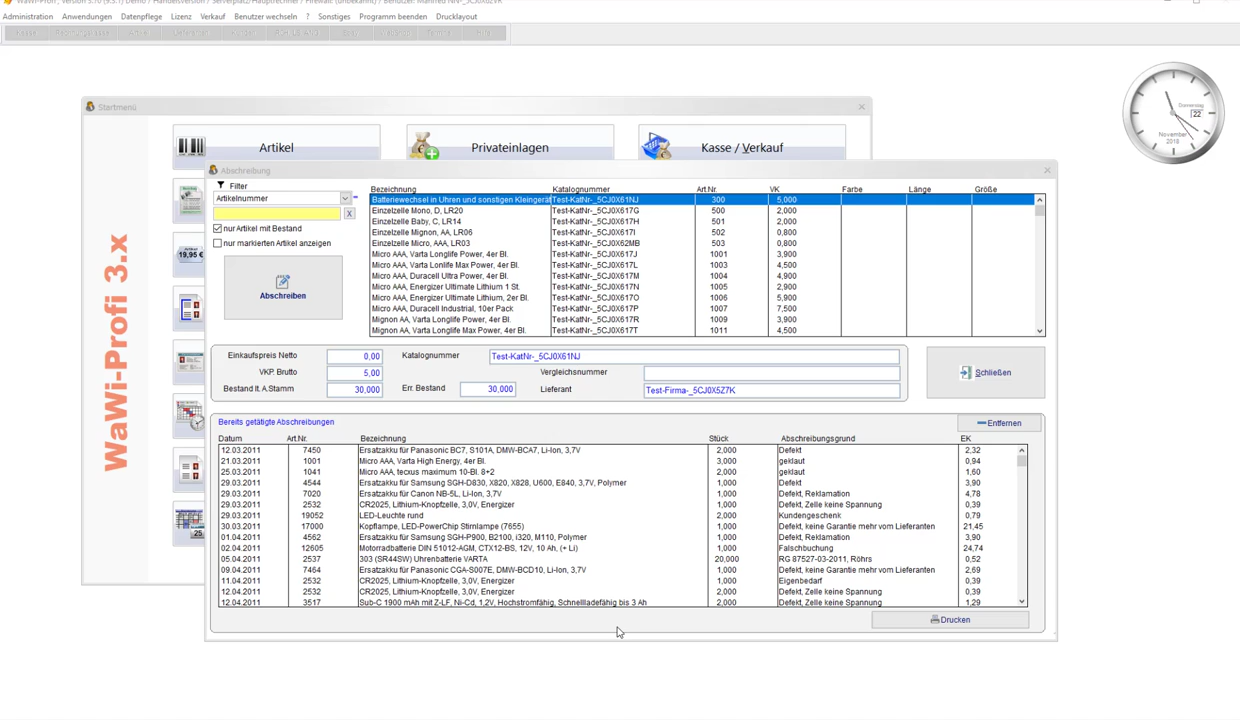 WaWi-Profi , Version 3.10 (9.3.1) Demo / Handelsversion / Serverplatz/Hauptrechner / Firewall: (unbekannt) / Benutzer: Manfred NN-
Administration Anwendungen Datenpflege Lizenz Verkauf Benutzer wechseln ? Sonstiges Programm beenden Drucklayout
Startmenü
Artikel Privateinlagen Kasse / Verkauf
Donnerstag
22
November
2018
WaWi-Profi 3.x
19,95 €
25
Abschreibung
Filter
Artikelnummer
X
nur Artikel mit Bestand
nur markierten Artikel anzeigen
Abschreiben
Bezeichnung Katalognummer Art.Nr. VK Farbe Länge Größe
Batteriewechsel in Uhren und sonstigen Kleingerät Test-KatNr-_5CJ0X61NJ 300 5,000
Einzelzelle Mono, D, LR20 Test-KatNr-_5CJ0X617G 500 2,000
Einzelzelle Baby, C, LR14 Test-KatNr-_5CJ0X617H 501 2,000
Einzelzelle Mignon, AA, LR06 Test-KatNr-_5CJ0X617I 502 0,800
Einzelzelle Micro, AAA, LR03 Test-KatNr-_5CJ0X62MB 503 0,800
Micro AAA, Varta Longlife Power, 4er Bl. Test-KatNr-_5CJ0X617J 1001 3,900
Micro AAA, Varta Lonlife Max Power, 4er Bl. Test-KatNr-_5CJ0X617L 1003 4,500
Micro AAA, Duracell Ultra Power, 4er Bl. Test-KatNr-_5CJ0X617M 1004 4,900
Micro AAA, Energizer Ultimate Lithium 1 St. Test-KatNr-_5CJ0X617N 1005 2,900
Micro AAA, Energizer Ultimate Lithium, 2er Bl. Test-KatNr-_5CJ0X617O 1006 5,900
Micro AAA, Duracell Industrial, 10er Pack Test-KatNr-_5CJ0X617P 1007 7,500
Mignon AA, Varta Longlife Power, 4er Bl. Test-KatNr-_5CJ0X617R 1009 3,900
Mignon AA, Varta Longlife Max Power, 4er Bl. Test-KatNr-_5CJ0X617T 1011 4,500
Einkaufspreis Netto 0,00 Katalognummer Test-KatNr-_5CJ0X61NJ
VKP. Brutto 5,00 Vergleichsnummer
Bestand lt. A.Stamm 30,000 Err. Bestand 30,000 Lieferant Test-Firma-_5CJ0X5Z7K
Schließen
Bereits getätigte Abschreibungen
Entfernen
Datum Art.Nr. Bezeichnung Stück Abschreibungsgrund EK
12.03.2011 7450 Ersatzakku für Panasonic BC7, S101A, DMW-BCA7, Li-Ion, 3,7V 2,000 Defekt 2,32
21.03.2011 1001 Micro AAA, Varta High Energy, 4er Bl. 3,000 geklaut 0,94
25.03.2011 1041 Micro AAA, tecxus maximum 10-Bl. 8+2 2,000 geklaut 1,60
29.03.2011 4544 Ersatzakku für Samsung SGH-D830, X820, X828, U600, E840, 3,7V, Polymer 1,000 Defekt 3,90
29.03.2011 7020 Ersatzakku für Canon NB-5L, Li-Ion, 3,7V 1,000 Defekt, Reklamation 4,78
29.03.2011 2532 CR2025, Lithium-Knopfzelle, 3,0V, Energizer 1,000 Defekt, Zelle keine Spannung 0,39
29.03.2011 19052 LED-Leuchte rund 2,000 Kundengeschenk 0,79
30.03.2011 17000 Kopflampe, LED-PowerChip Stirnlampe (7655) 1,000 Defekt, keine Garantie mehr vom Lieferanten 21,45
01.04.2011 4562 Ersatzakku für Samsung SGH-P900, B2100, i320, M110, Polymer 1,000 Defekt, Reklamation 3,90
02.04.2011 12605 Motorradbatterie DIN 51012-AGM, CTX12-BS, 12V, 10 Ah, (+ Li) 1,000 Falschbuchung 24,74
05.04.2011 2537 303 (SR44SW) Uhrenbatterie VARTA 20,000 RG 87527-03-2011, Röhrs 0,52
09.04.2011 7464 Ersatzakku für Panasonic CGA-S007E, DMW-BCD10, Li-Ion, 3,7V 1,000 Defekt, keine Garantie mehr vom Lieferanten 2,69
11.04.2011 2532 CR2025, Lithium-Knopfzelle, 3,0V, Energizer 1,000 Eigenbedarf 0,39
12.04.2011 2532 CR2025, Lithium-Knopfzelle, 3,0V, Energizer 2,000 Defekt, Zelle keine Spannung 0,39
12.04.2011 3517 Sub-C 1900 mAh mit Z-LF, Ni-Cd, 1,2V, Hochstromfähig, Schnellladefähig bis 3 Ah 2,000 Defekt, Zelle keine Spannung 1,29
Drucken